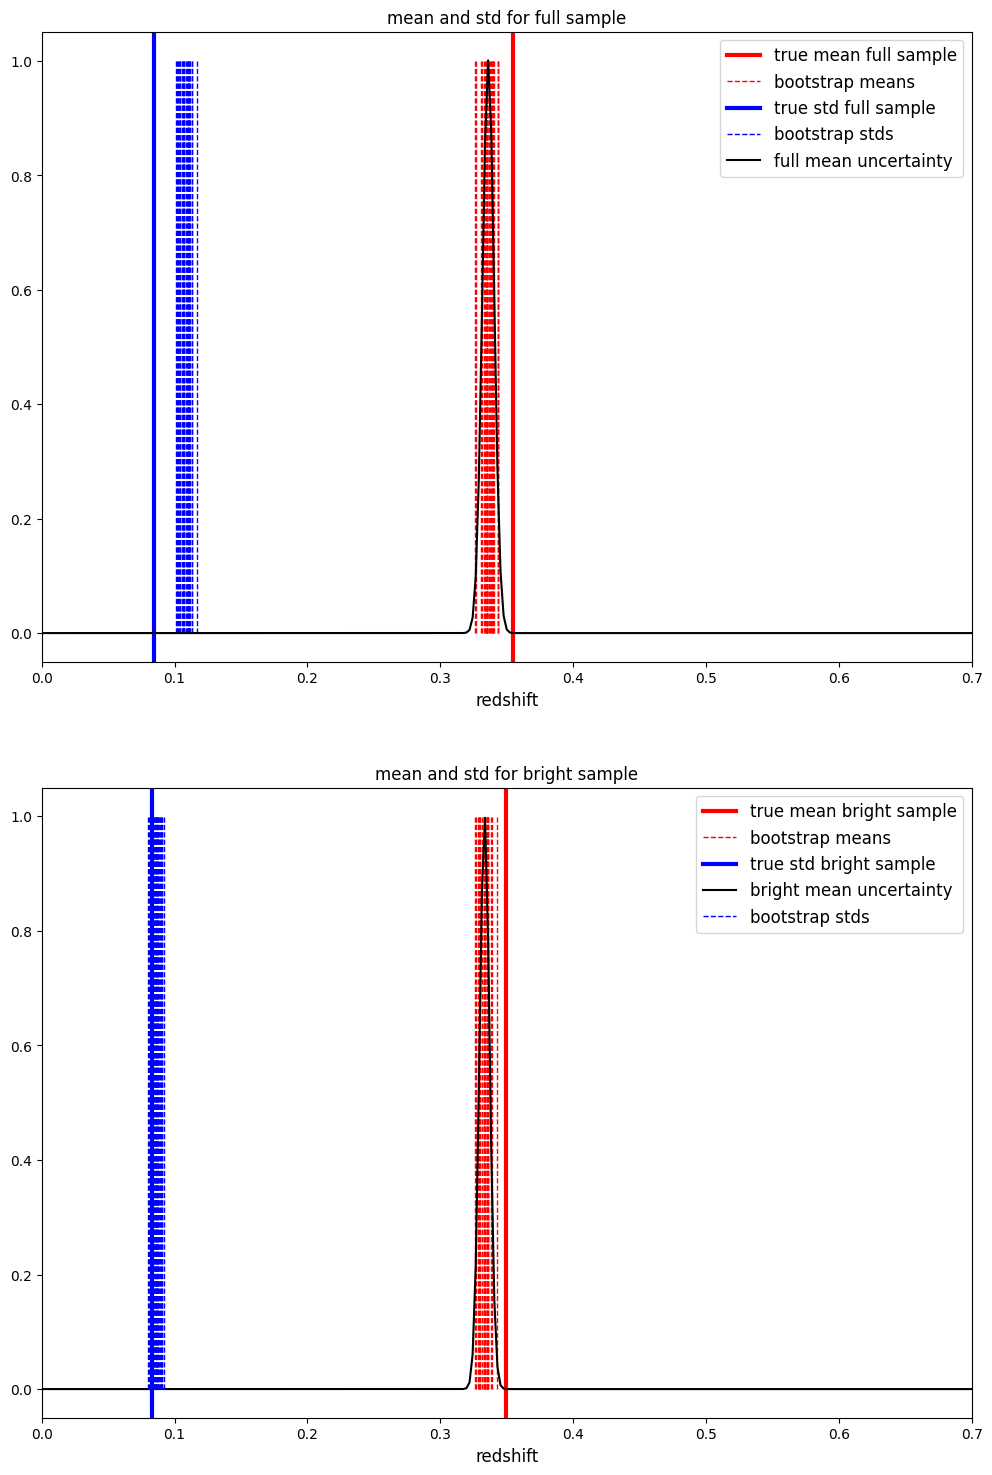 mean and std for full sample
true mean full sample
bootstrap means
true std full sample
bootstrap stds
full mean uncertainty
1.0
0.8
0.6
0.4
0.2
0.0
0.0 0.1 0.2 0.3 0.4 0.5 0.6 0.7
redshift
mean and std for bright sample
true mean bright sample
bootstrap means
true std bright sample
bright mean uncertainty
bootstrap stds
1.0
0.8
0.6
0.4
0.2
0.0
0.0 0.1 0.2 0.3 0.4 0.5 0.6 0.7
redshift